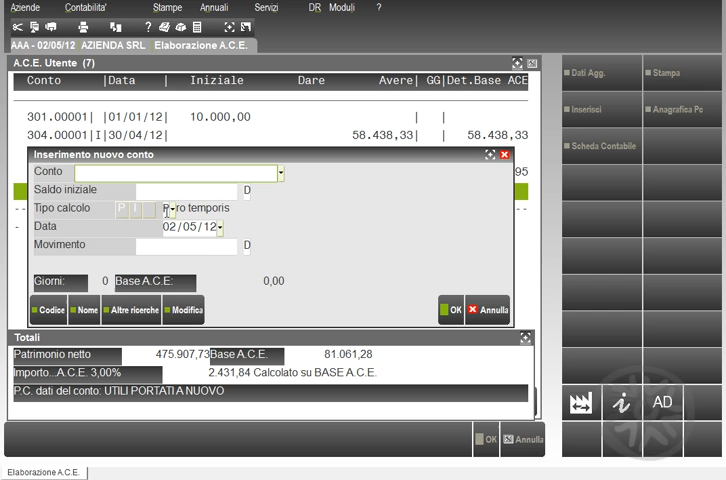 Aziende Contabilita' Stampe Annuali Servizi DR Moduli ?
AAA - 02/05/12 AZIENDA SRL Elaborazione A.C.E.
A.C.E. Utente (7)
Conto |Data | Iniziale Dare Avere| GG|Det.Base ACE
301.00001| |01/01/12| 10.000,00 | |
304.00001|I|30/04/12| 58.438,33| | 58.438,33
Inserimento nuovo conto
Conto
95
Saldo iniziale D
Tipo calcolo P I Pro temporis
Data 02/05/12
Movimento D
Giorni: 0 Base A.C.E: 0,00
Codice Nome Altre ricerche Modifica OK Annulla
Totali
Patrimonio netto 475.907,73 Base A.C.E. 81.061,28
Importo...A.C.E. 3,00% 2.431,84 Calcolato su BASE A.C.E.
P.C. dati del conto: UTILI PORTATI A NUOVO
OK Annulla
Dati Agg. Stampa
Inserisci Anagrafica Pc
Scheda Contabile
i AD
Elaborazione A.C.E.